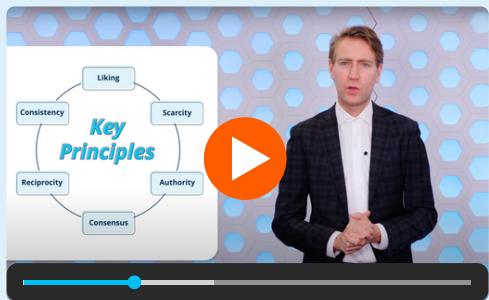 Liking
Consistency
Scarcity
Key
Principles
Reciprocity
Authority
Consensus